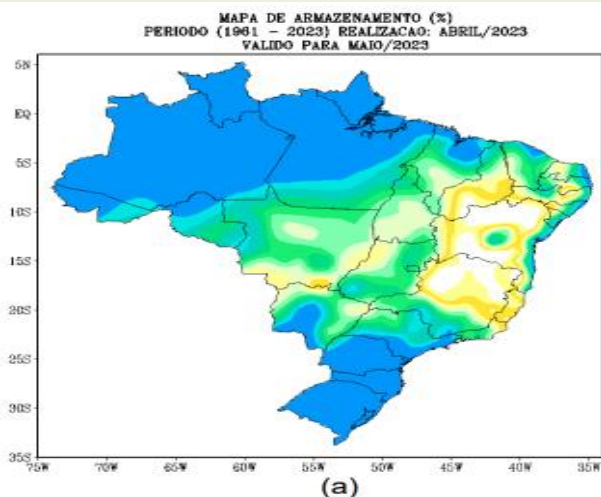 MAPA DE ARMAZENAMENTO (%)
PERIODO (1961 - 2023) REALIZACAO: ABRIL/2023
VALIDO PARA MAIO/2023
5N
EQ
5S
10S
15S
20S
25S
30S
35S
75W 70W 65W 60W 55W 50W 45W 40W 35W
(a)